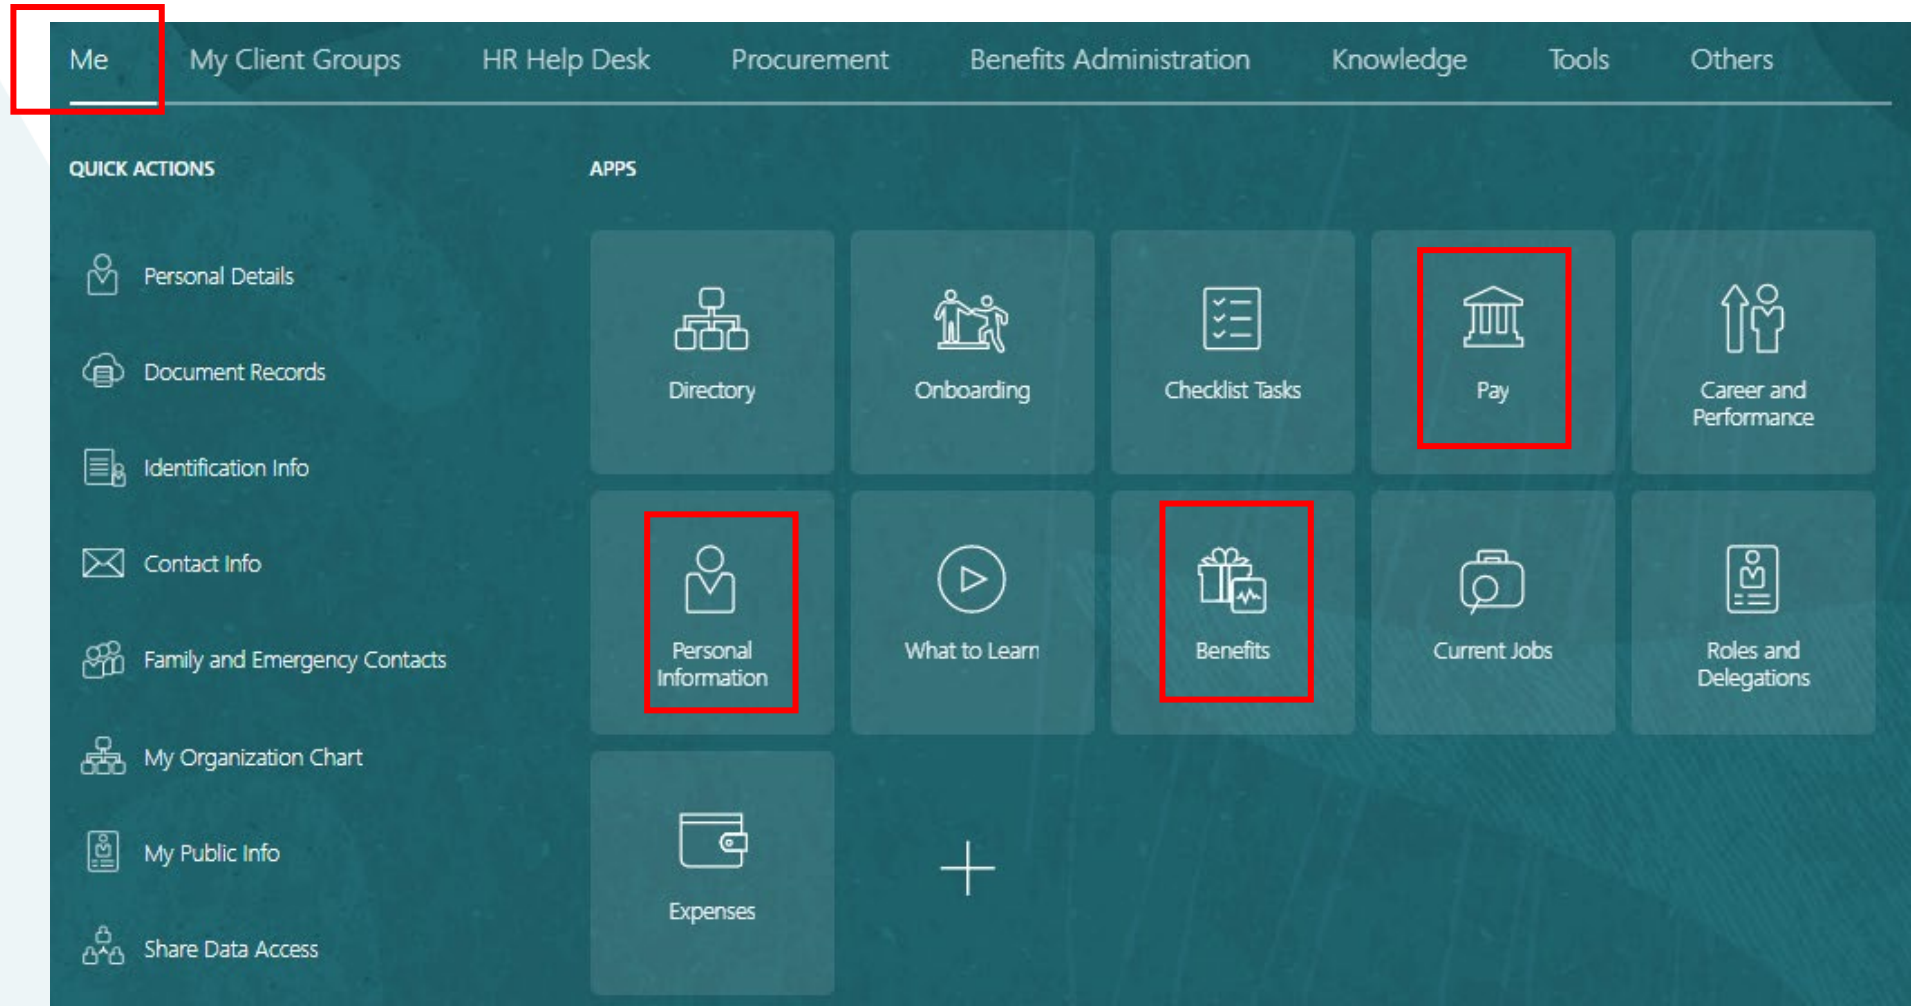 Me My Client Groups HR Help Desk Procurement Benefits Administration Knowledge Tools Others
QUICK ACTIONS
Personal Details
Document Records
Identification Info
Contact Info
Family and Emergency Contacts
My Organization Chart
My Public Info
Share Data Access
APPS
Directory
Onboarding
Checklist Tasks
Pay
Career and
Performance
Personal
Information
What to Learn
Benefits
Current Jobs
Roles and
Delegations
Expenses